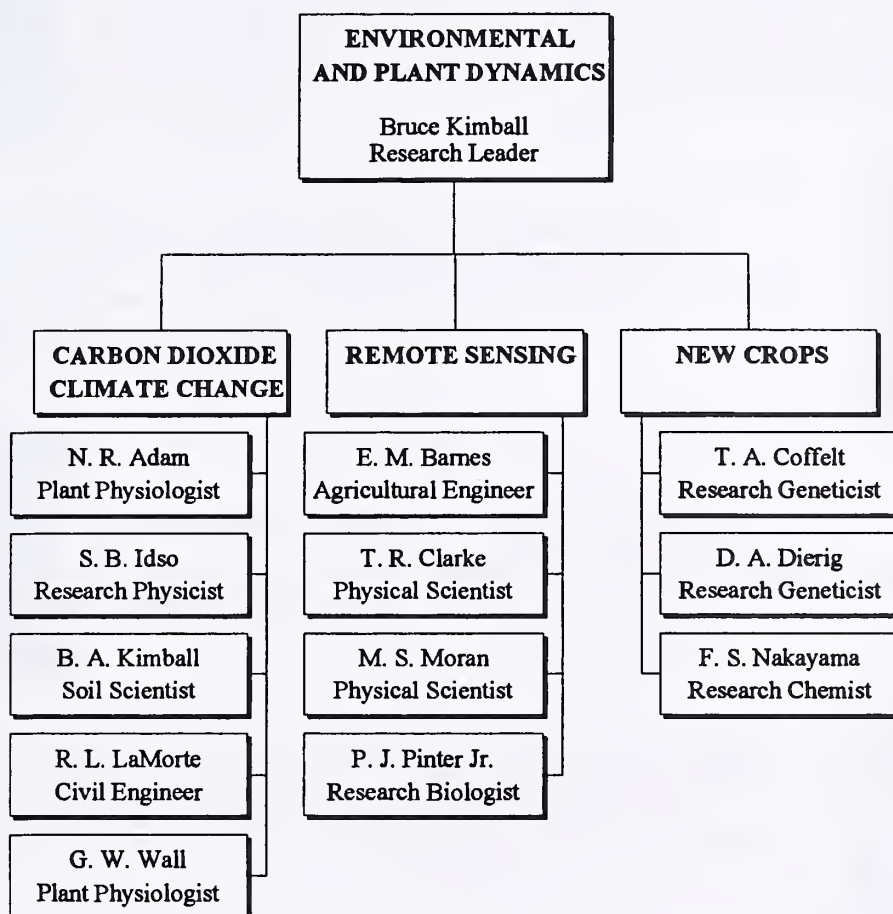 ENVIRONMENTAL
AND PLANT DYNAMICS
Bruce Kimball
Research Leader
CARBON DIOXIDE
CLIMATE CHANGE
N. R. Adam
Plant Physiologist
S. B. Idso
Research Physicist
B. A. Kimball
Soil Scientist
R. L. LaMorte
Civil Engineer
G. W. Wall
Plant Physiologist
REMOTE SENSING
E. M. Barnes
Agricultural Engineer
T. R. Clarke
Physical Scientist
M. S. Moran
Physical Scientist
P. J. Pinter Jr.
Research Biologist
NEW CROPS
T. A. Coffelt
Research Geneticist
D. A. Dierig
Research Geneticist
F. S. Nakayama
Research Chemist